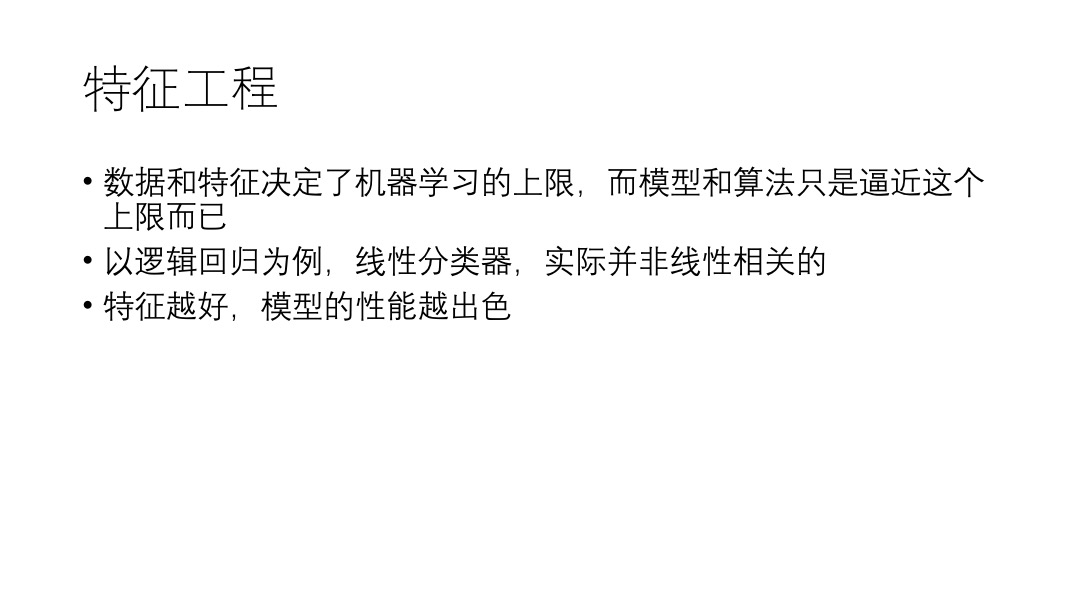 特征工程
• 数据和特征决定了机器学习的上限，而模型和算法只是逼近这个
上限而已
• 以逻辑回归为例，线性分类器，实际并非线性相关的
• 特征越好，模型的性能越出色